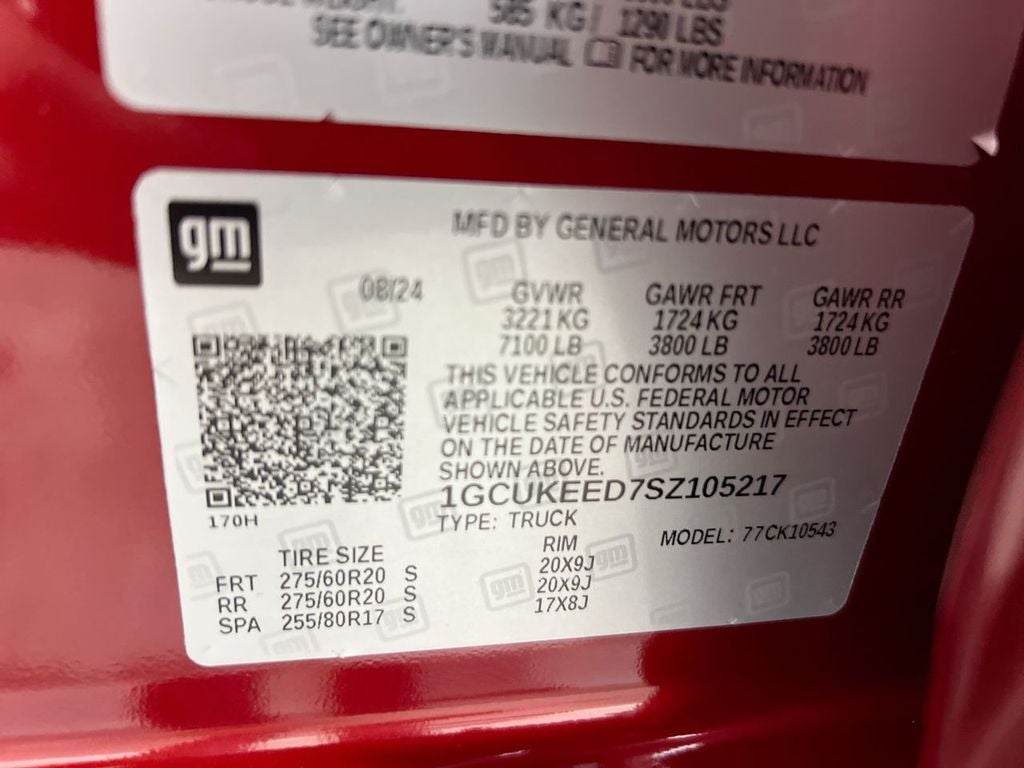 585 KG / 1290 LBS
SEE OWNER'S MANUAL FOR MORE INFORMATION
gm
MFD BY GENERAL MOTORS LLC
08/24 GVWR GAWR FRT GAWR RR
3221 KG 1724 KG 1724 KG
7100 LB 3800 LB 3800 LB
THIS VEHICLE CONFORMS TO ALL
APPLICABLE U.S. FEDERAL MOTOR
VEHICLE SAFETY STANDARDS IN EFFECT
ON THE DATE OF MANUFACTURE
SHOWN ABOVE.
1GCUKEED7SZ105217
170H
TYPE: TRUCK MODEL: 77CK10543
TIRE SIZE RIM
FRT 275/60R20 S 20X9J
RR 275/60R20 S 20X9J
SPA 255/80R17 S 17X8J